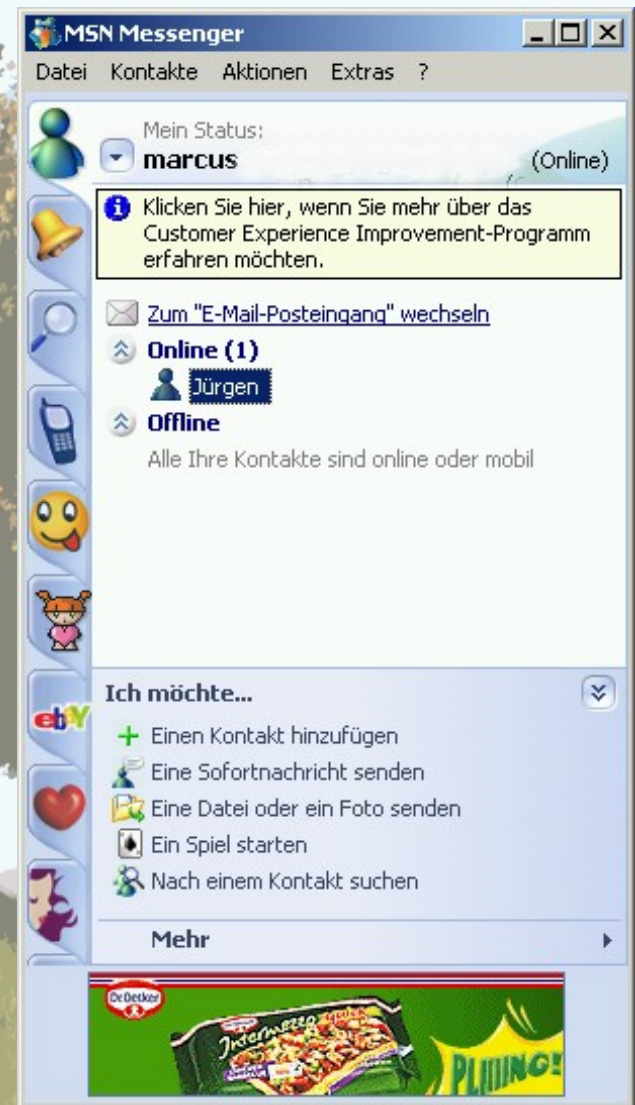 MSN Messenger
Datei Kontakte Aktionen Extras ?
Mein Status:
marcus (Online)
Klicken Sie hier, wenn Sie mehr über das
Customer Experience Improvement-Programm
erfahren möchten.
Zum "E-Mail-Posteingang" wechseln
Online (1)
Jürgen
Offline
Alle Ihre Kontakte sind online oder mobil
ebY
Ich möchte...
Einen Kontakt hinzufügen
Eine Sofortnachricht senden
Eine Datei oder ein Foto senden
Ein Spiel starten
Nach einem Kontakt suchen
Mehr
Dr.Oetker
Intermezzo
PLIIIING!